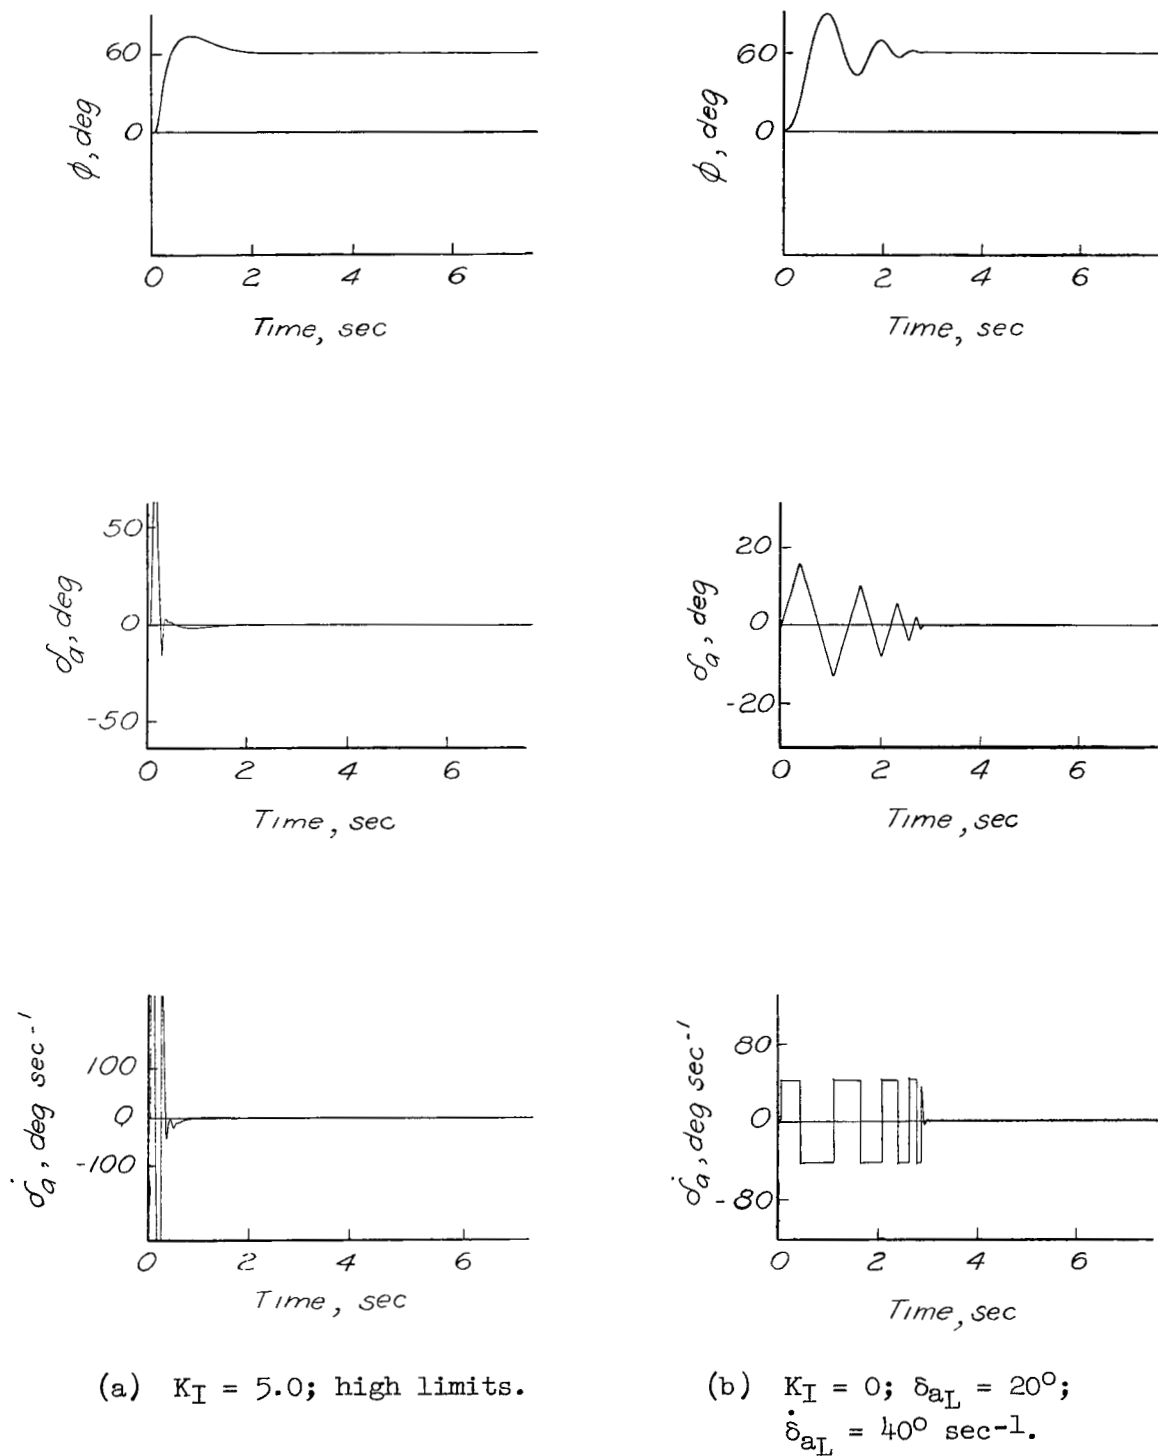 60
0
ϕ, deg
0 2 4 6
Time, sec
60
0
ϕ, deg
0 2 4 6
Time, sec
50
0
-50
δa, deg
0 2 4 6
Time, sec
20
0
-20
δa, deg
0 2 4 6
Time, sec
100
0
-100
δ̇a, deg sec-1
0 2 4 6
Time, sec
80
0
-80
δ̇a, deg sec-1
0 2 4 6
Time, sec
(a) KI = 5.0; high limits.
(b) KI = 0; δaL = 20°;
δ̇aL = 40° sec-1.